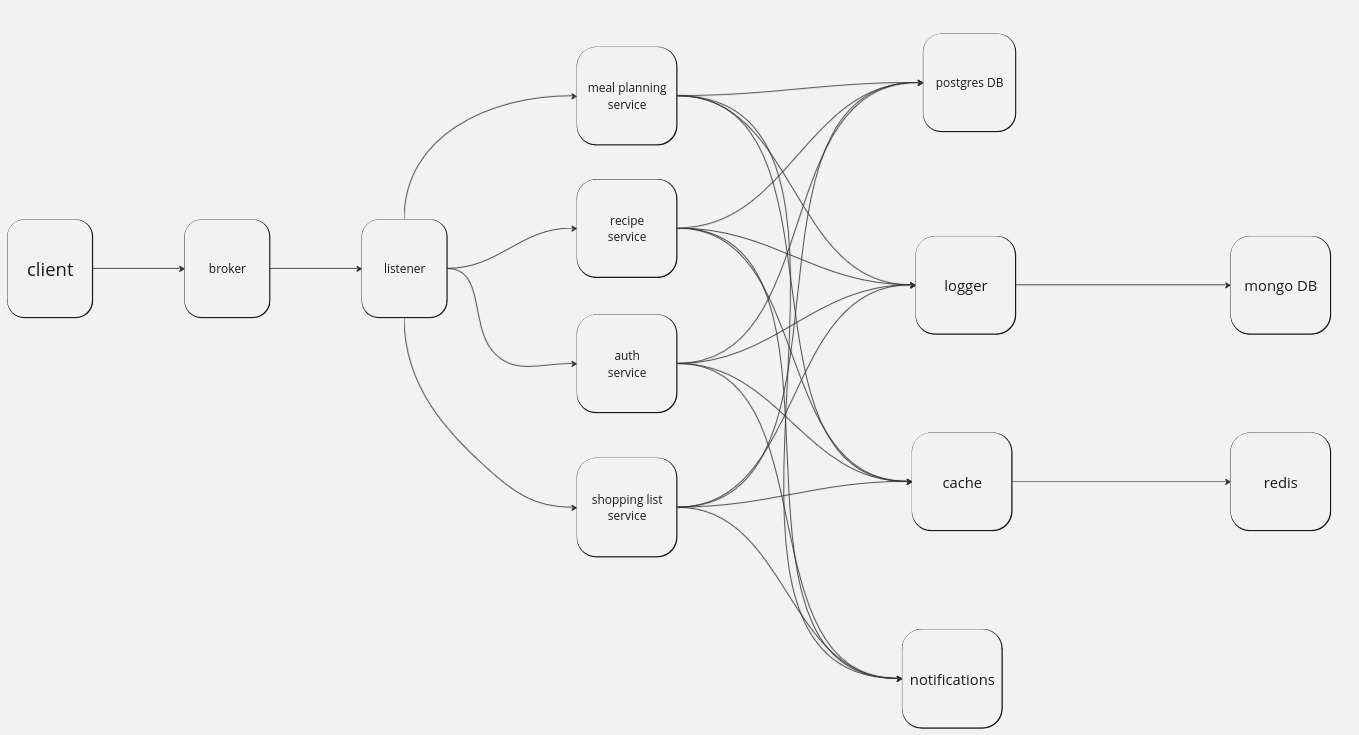 client
broker
listener
meal planning
service
recipe
service
auth
service
shopping list
service
postgres DB
logger
cache
notifications
mongo DB
redis